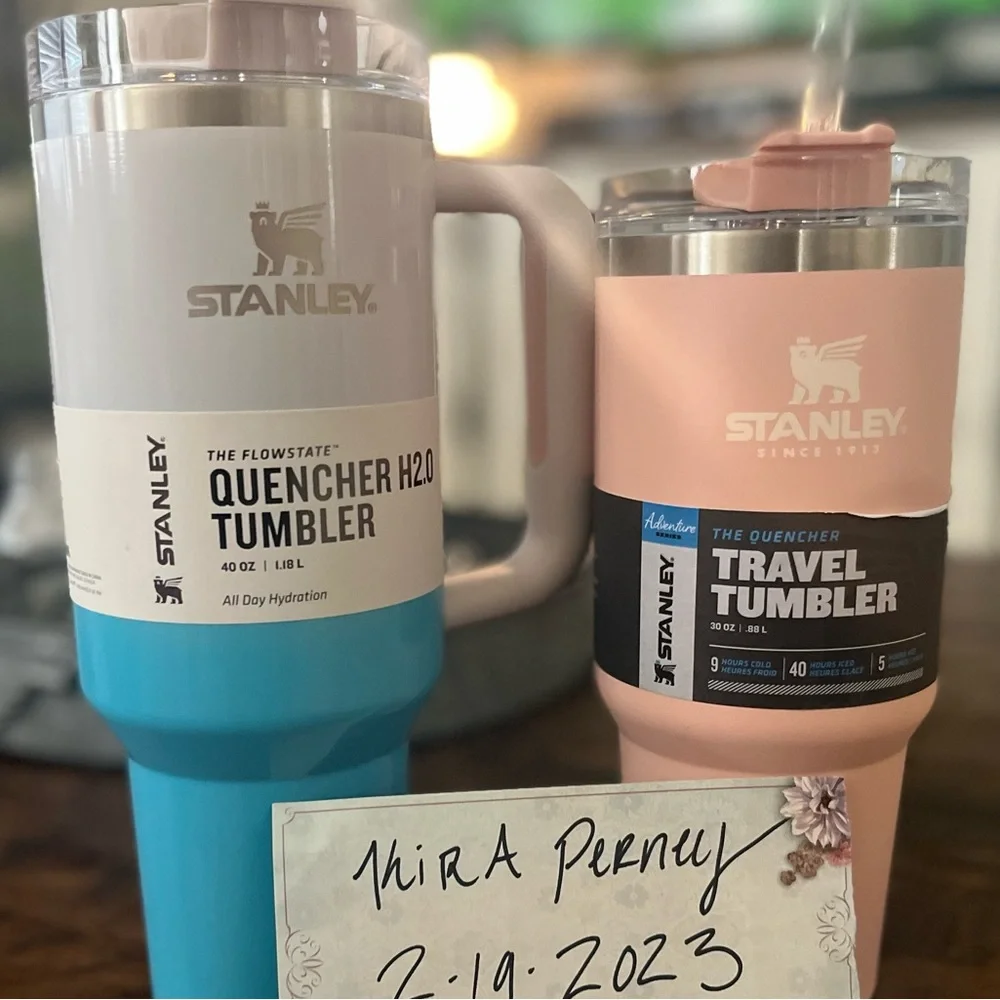 STANLEY®
STANLEY®
THE FLOWSTATE™
QUENCHER H2.0
TUMBLER
40 OZ | 1.18 L
All Day Hydration
STANLEY®
SINCE 1913
Adventure
SERIES
STANLEY®
THE QUENCHER
TRAVEL
TUMBLER
30 OZ | .88 L
9 HOURS COLD
HEURES FROID
40 HOURS ICED
HEURES GLACÉ
5
KIRA PERNEY
2.19.2023